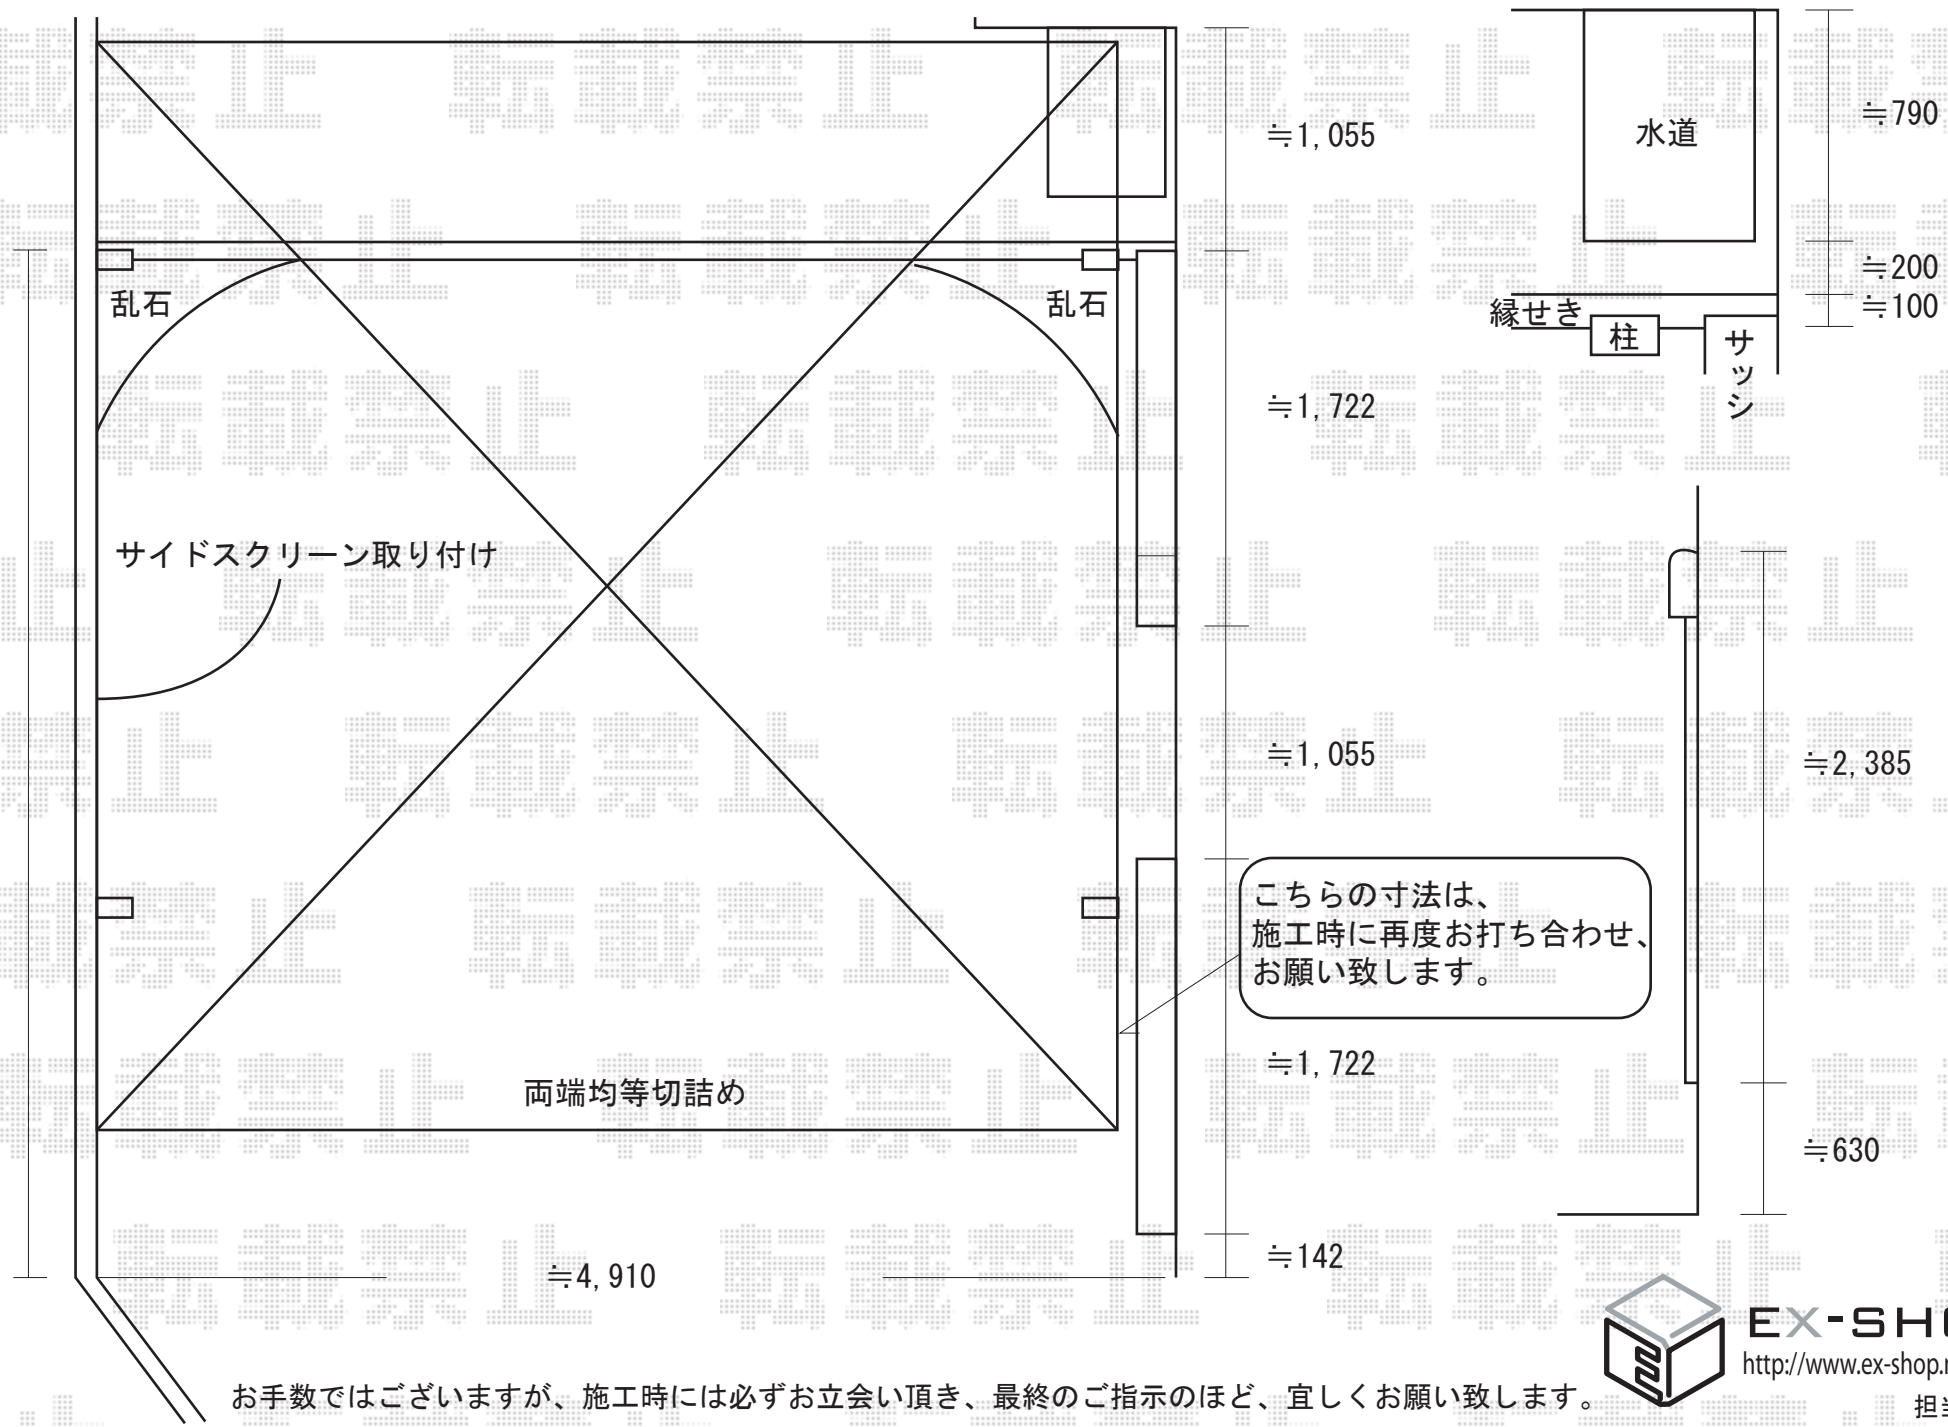 ≒1,055
≒790
水道
≒200
≒100
縁せき
柱
サッシ
乱石
乱石
≒1,722
サイドスクリーン取り付け
≒1,055
≒2,385
こちらの寸法は、
施工時に再度お打ち合わせ、
お願い致します。
≒1,722
両端均等切詰め
≒630
≒142
≒4,910
EX-SH
http://www.ex-shop.
お手数ではございますが、施工時には必ずお立会い頂き、最終のご指示のほど、宜しくお願い致します。
担
転載禁止